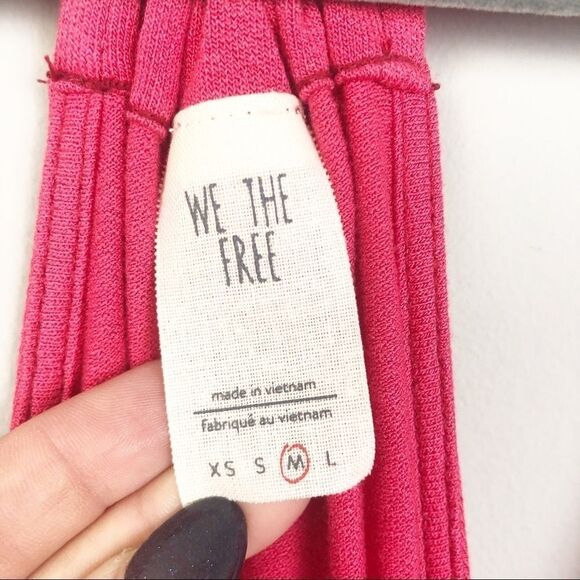 WE THE
FREE
made in vietnam
fabriqué au vietnam
XS S M L